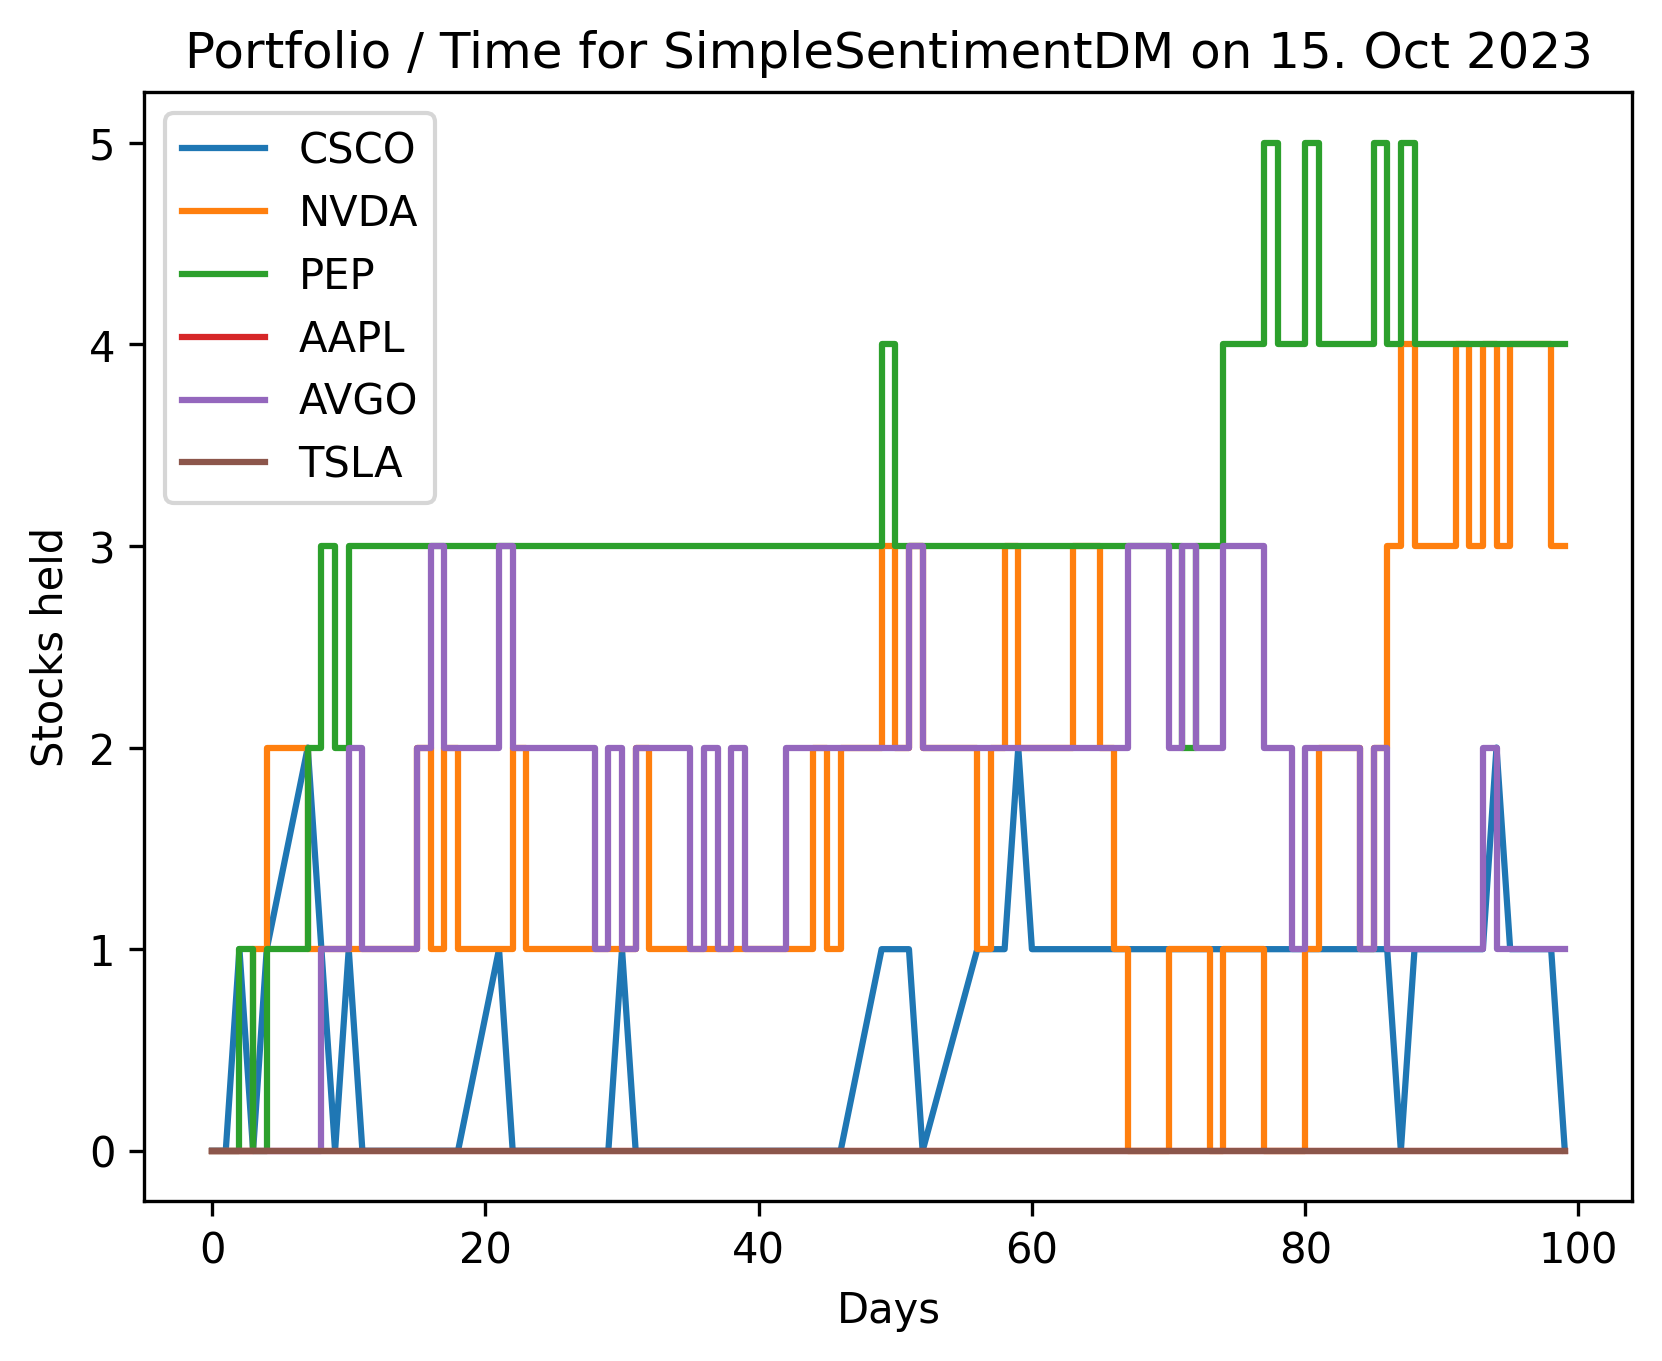 Portfolio / Time for SimpleSentimentDM on 15. Oct 2023
CSCO
NVDA
PEP
AAPL
AVGO
TSLA
5
4
3
2
1
0
Stocks held
0 20 40 60 80 100
Days